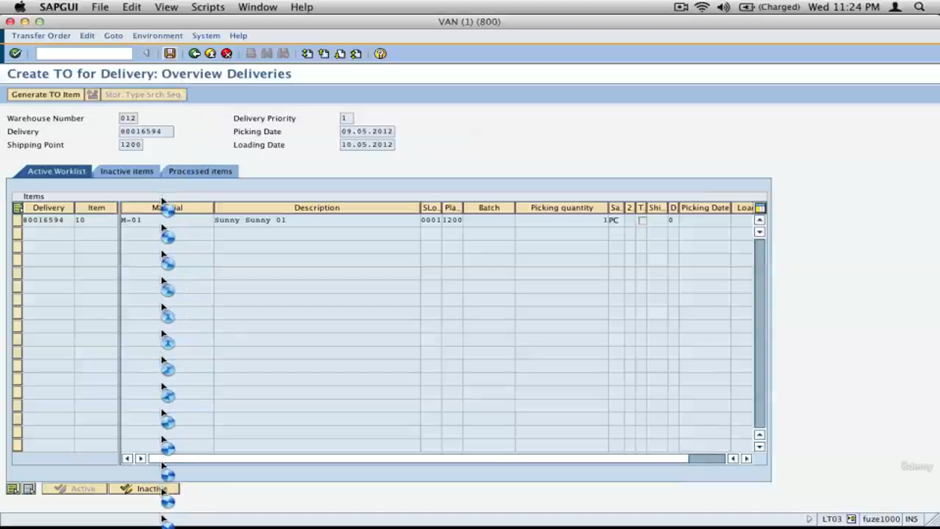 SAPGUI File Edit View Scripts Window Help (Charged) Wed 11:24 PM
VAN (1) (800)
Transfer Order Edit Goto Environment System Help
Create TO for Delivery: Overview Deliveries
Generate TO Item Stor. Type Srch Seq.
Warehouse Number 012 Delivery Priority 1
Delivery 80016594 Picking Date 09.05.2012
Shipping Point 1200 Loading Date 10.05.2012
Active Worklist Inactive items Processed items
Items
Delivery Item Description SLo.. Pla.. Batch Picking quantity Sa.. 2 T.. Shi.. D Picking Date Loa
80016594 10 M-01 Sunny Sunny 01 0001 1200 1 PC 0
Active Inactive
Udemy
LT03 fuze1000 INS